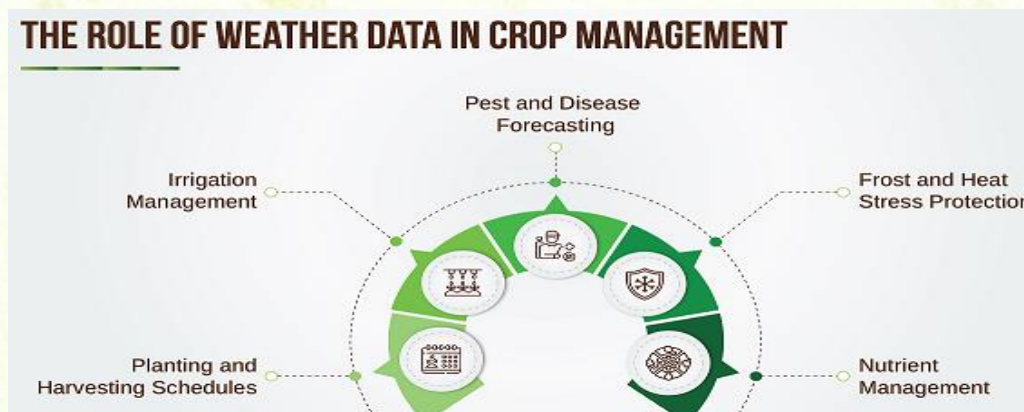 THE ROLE OF WEATHER DATA IN CROP MANAGEMENT
Pest and Disease
Forecasting
Irrigation
Management
Frost and Heat
Stress Protection
Planting and
Harvesting Schedules
Nutrient
Management